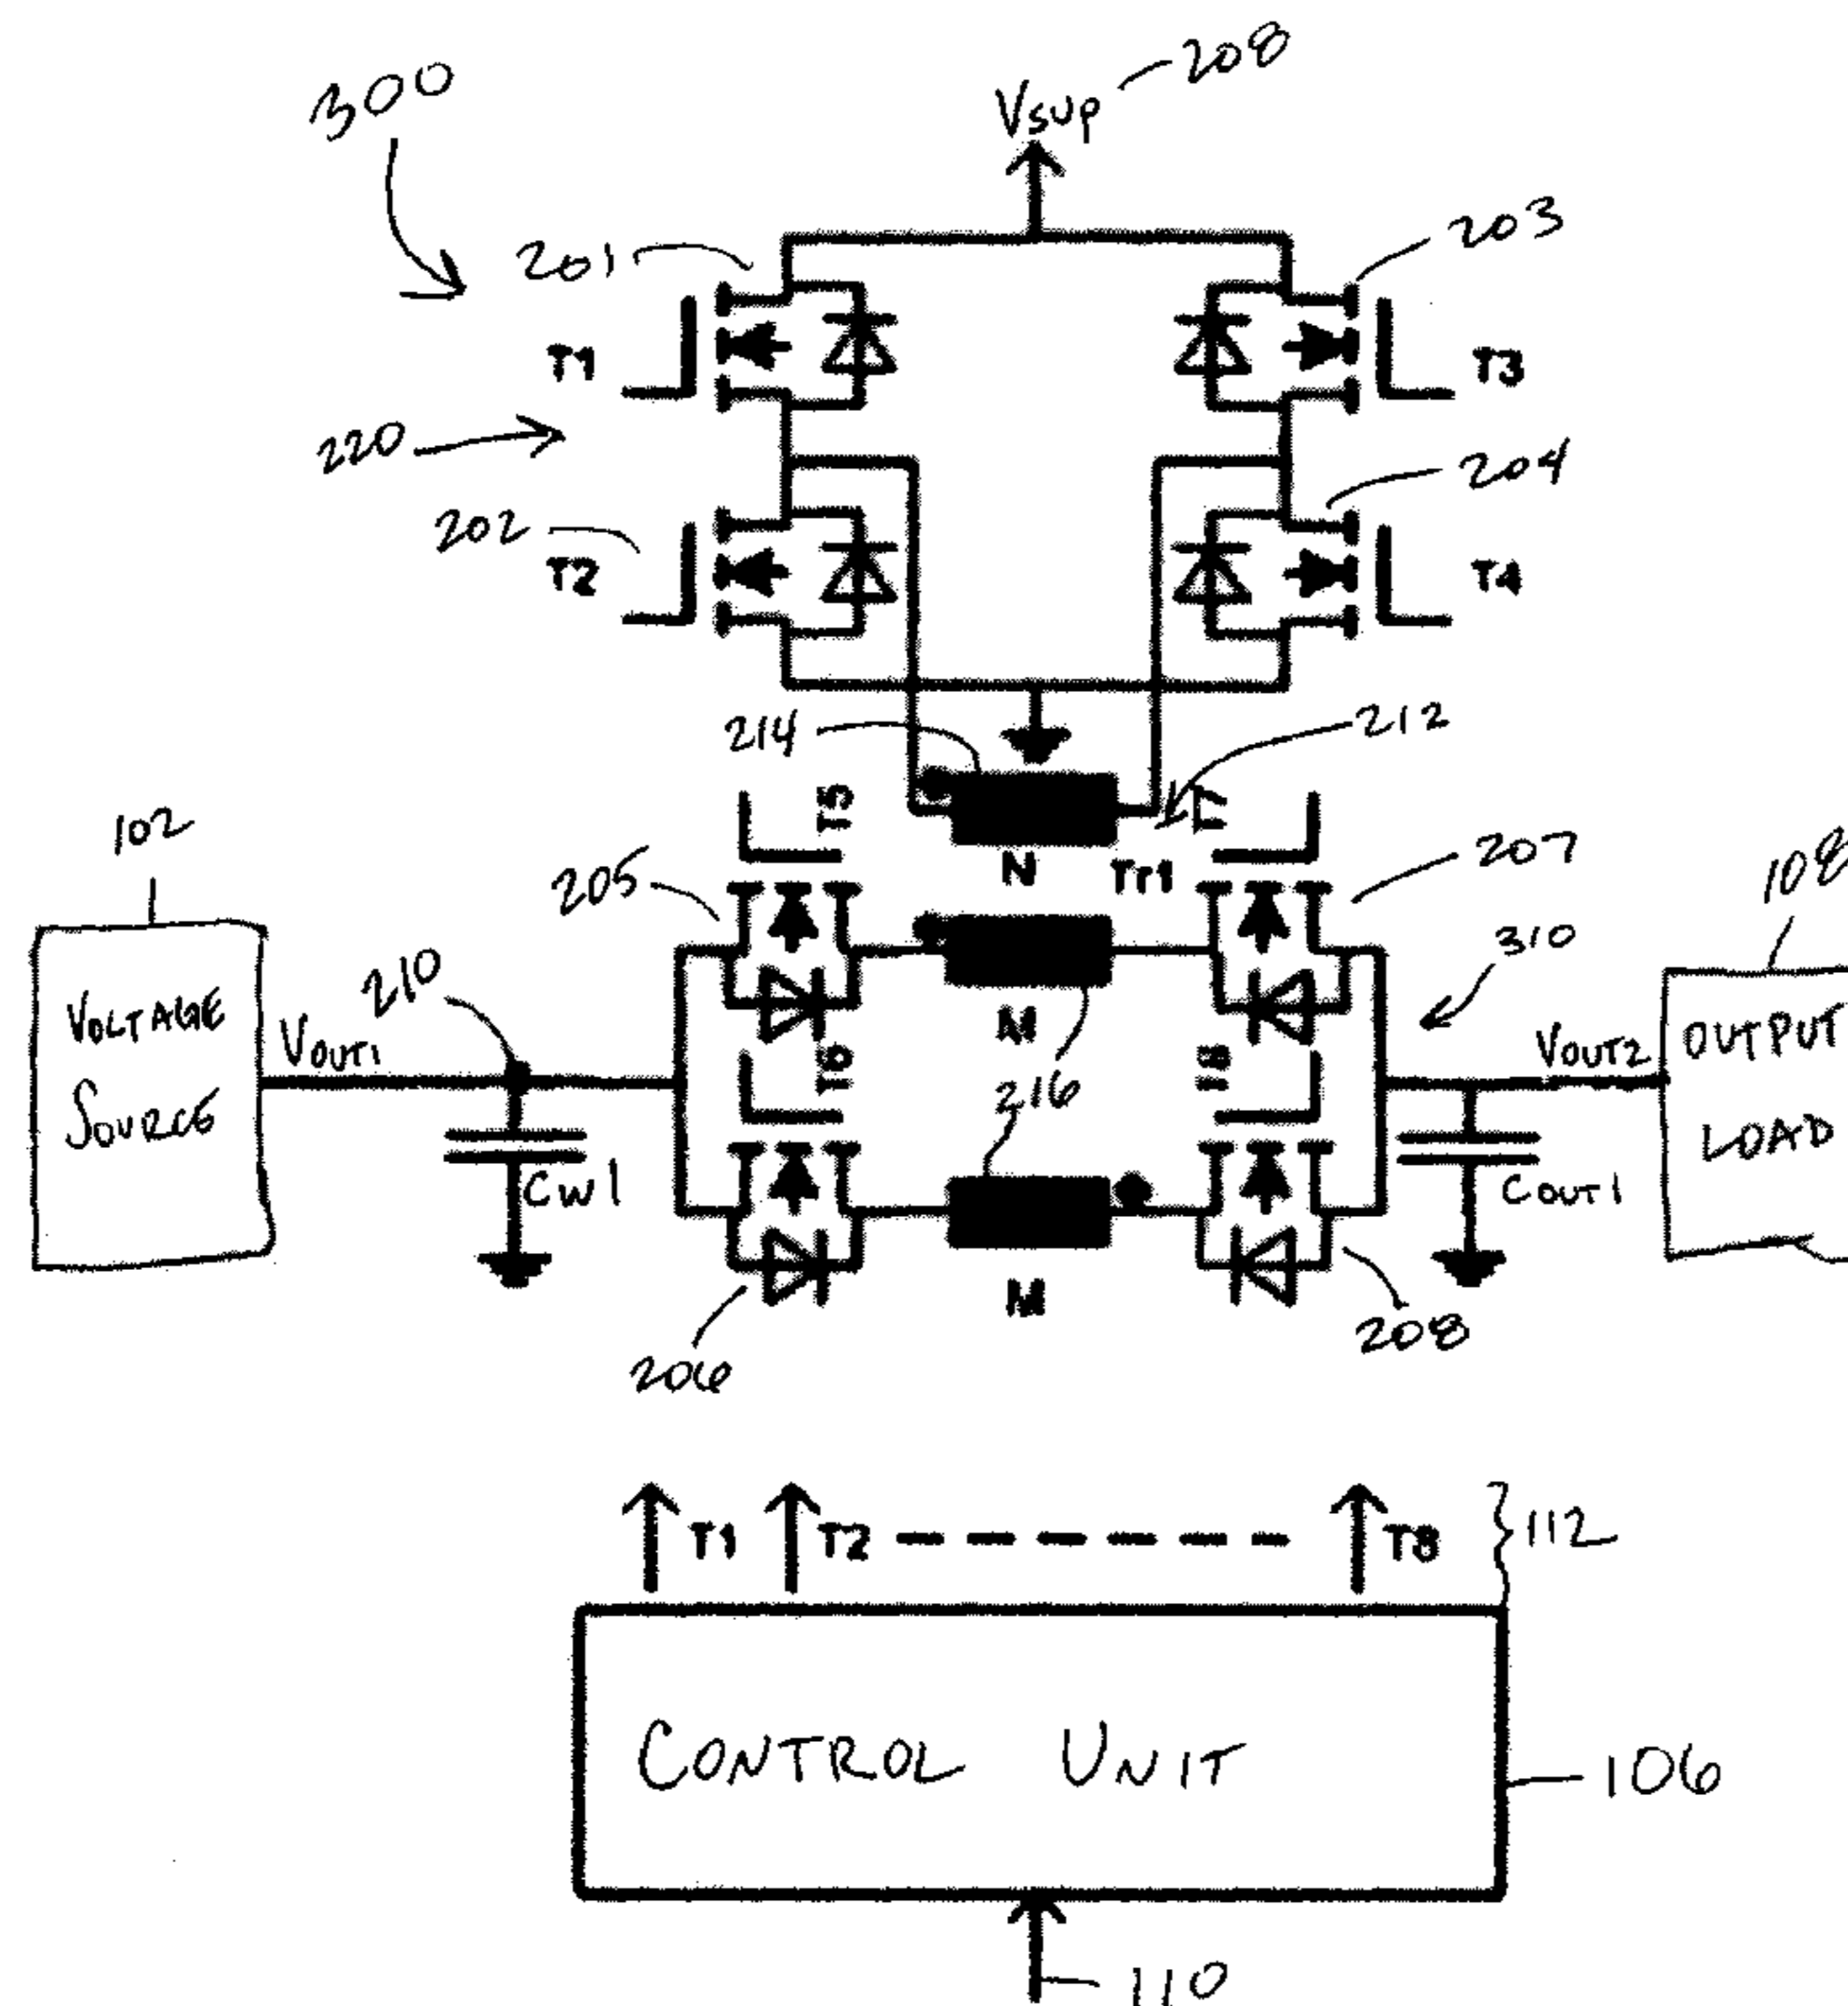 300
Vsup
208
201
203
T1
T3
220
202
204
T2
T4
214
212
T5
T7
N
Tr1
102
205
207
VOLTAGE
SOURCE
210
VOUT1
M
310
VOUT2
108
OUTPUT
LOAD
T6
T8
216
CW1
COUT1
M
206
208
T1
T2
T8
112
CONTROL UNIT
106
110